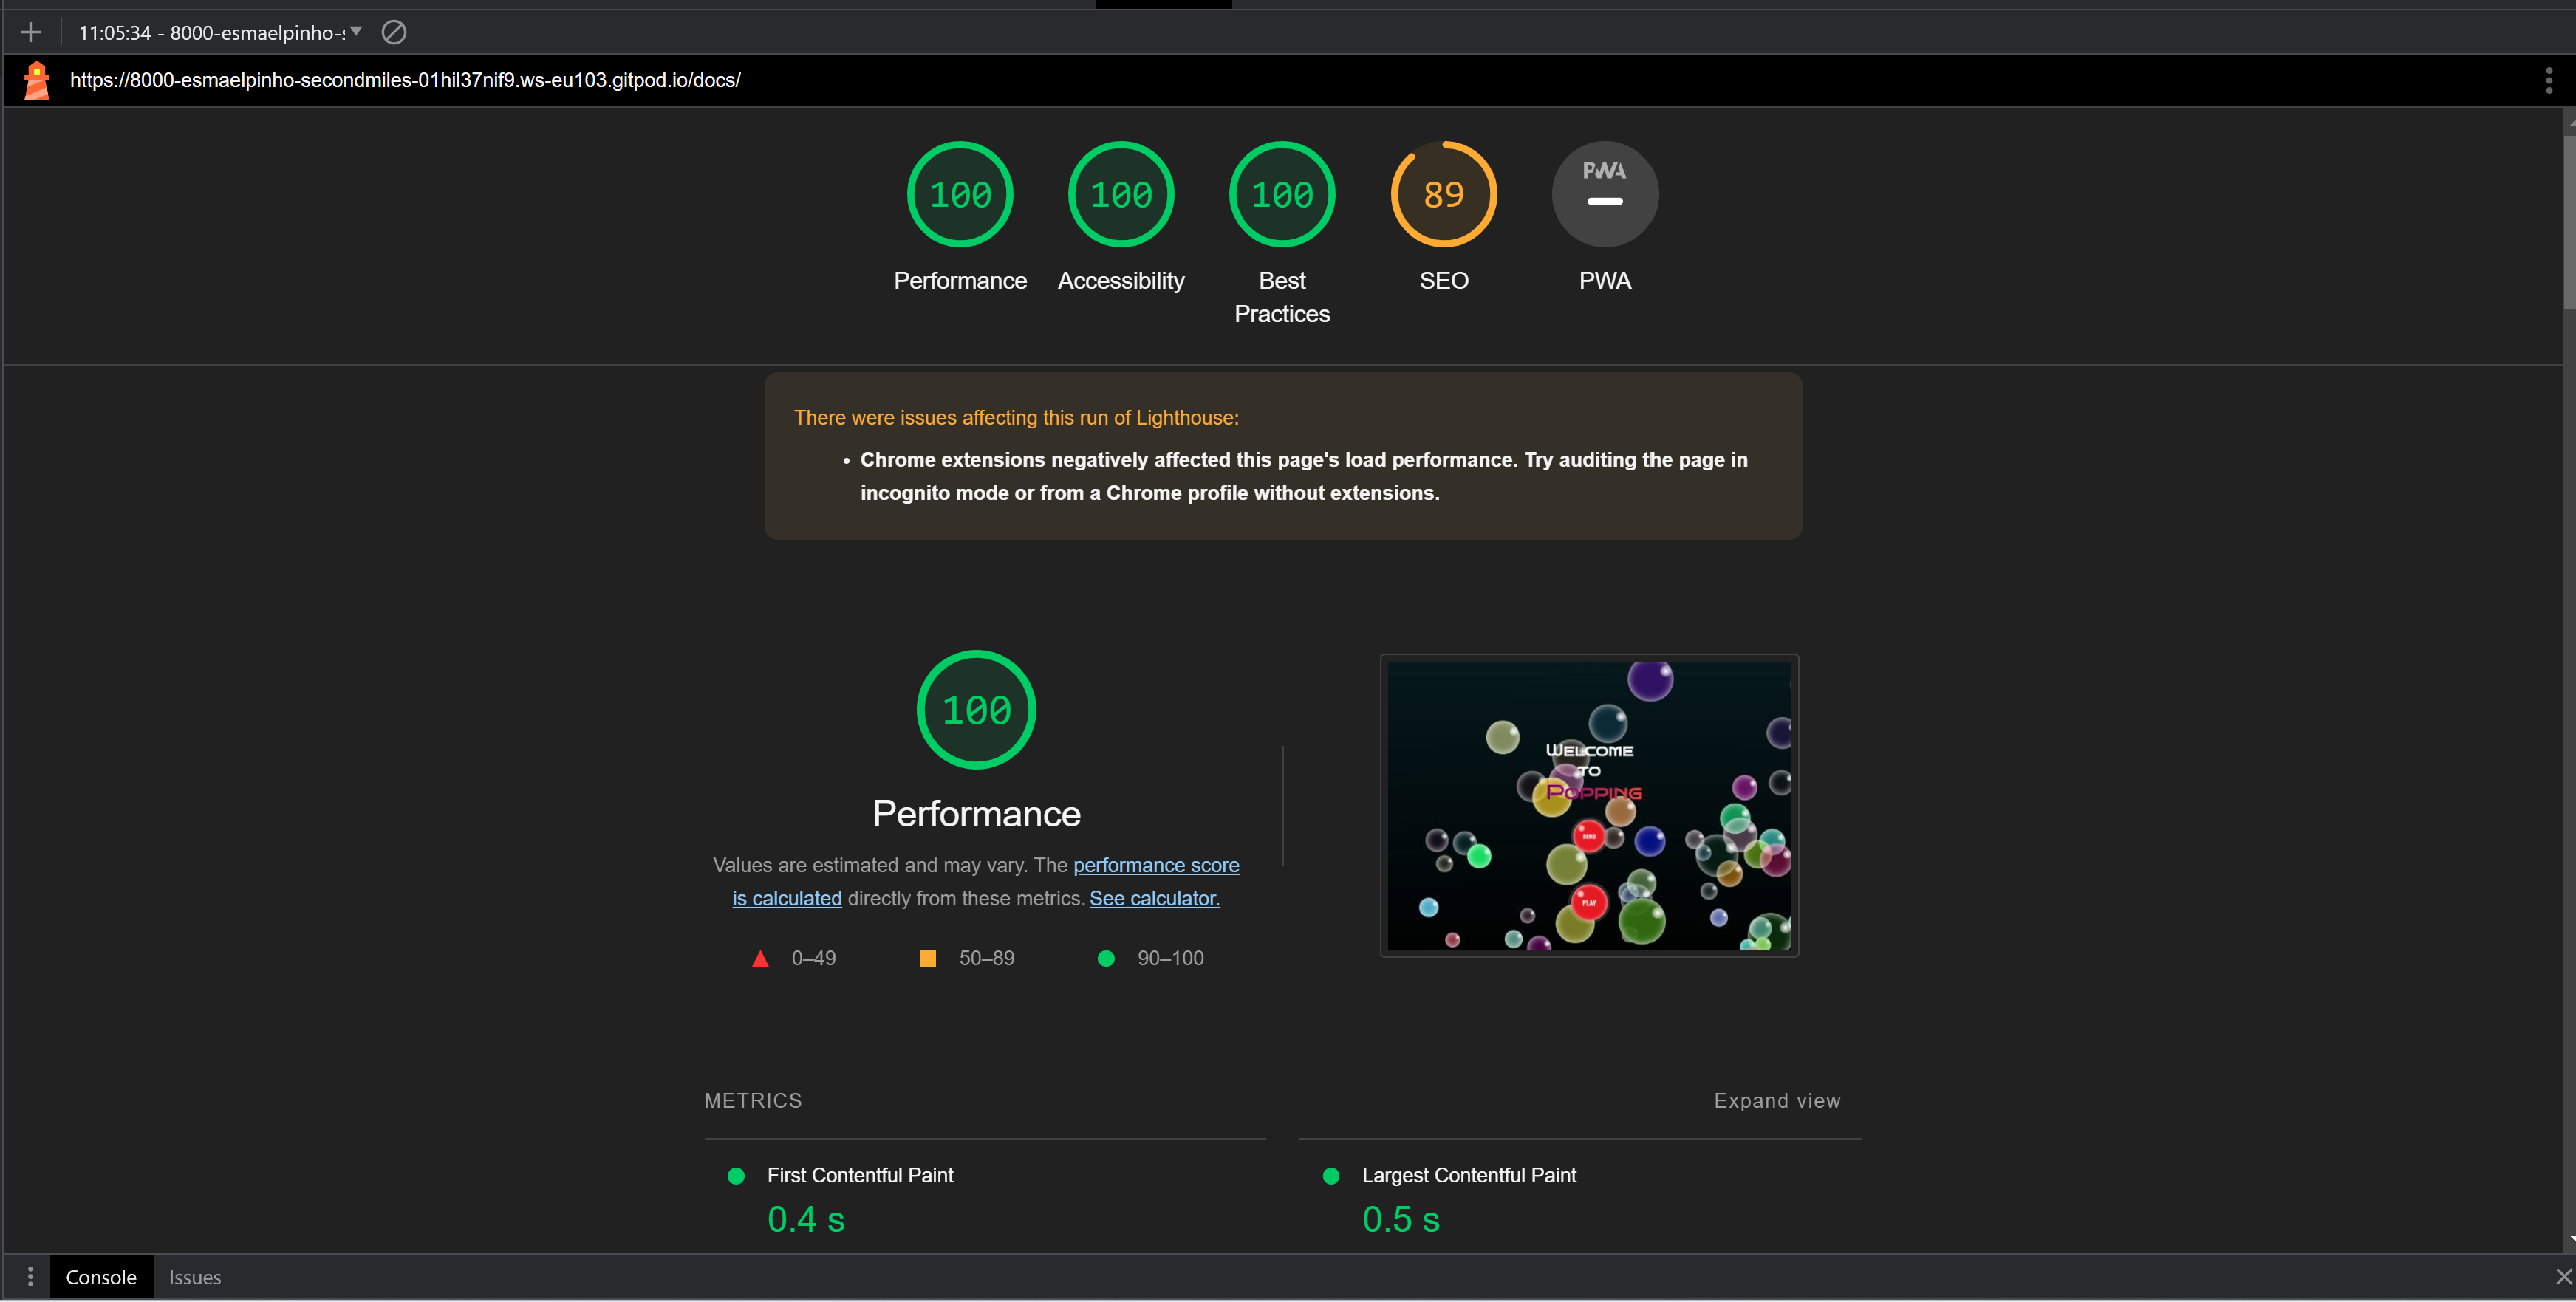 11:05:34 - 8000-esmaelpinho-s
https://8000-esmaelpinho-secondmiles-01hil37nif9.ws-eu103.gitpod.io/docs/
100
100
100
89
PWA
Performance
Accessibility
Best
Practices
SEO
PWA
There were issues affecting this run of Lighthouse:
• Chrome extensions negatively affected this page's load performance. Try auditing the page in
incognito mode or from a Chrome profile without extensions.
100
Performance
Values are estimated and may vary. The performance score
is calculated directly from these metrics. See calculator.
0–49
50–89
90–100
Welcome
to
Popping
DEMO
PLAY
METRICS
Expand view
First Contentful Paint
0.4 s
Largest Contentful Paint
0.5 s
Console
Issues